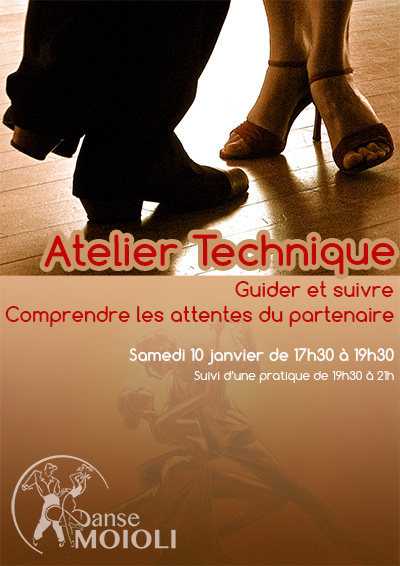 Atelier Technique
Guider et suivre
Comprendre les attentes du partenaire
Samedi 10 janvier de 17h30 à 19h30
Suivi d'une pratique de 19h30 à 21h
Danse
MOIOLI